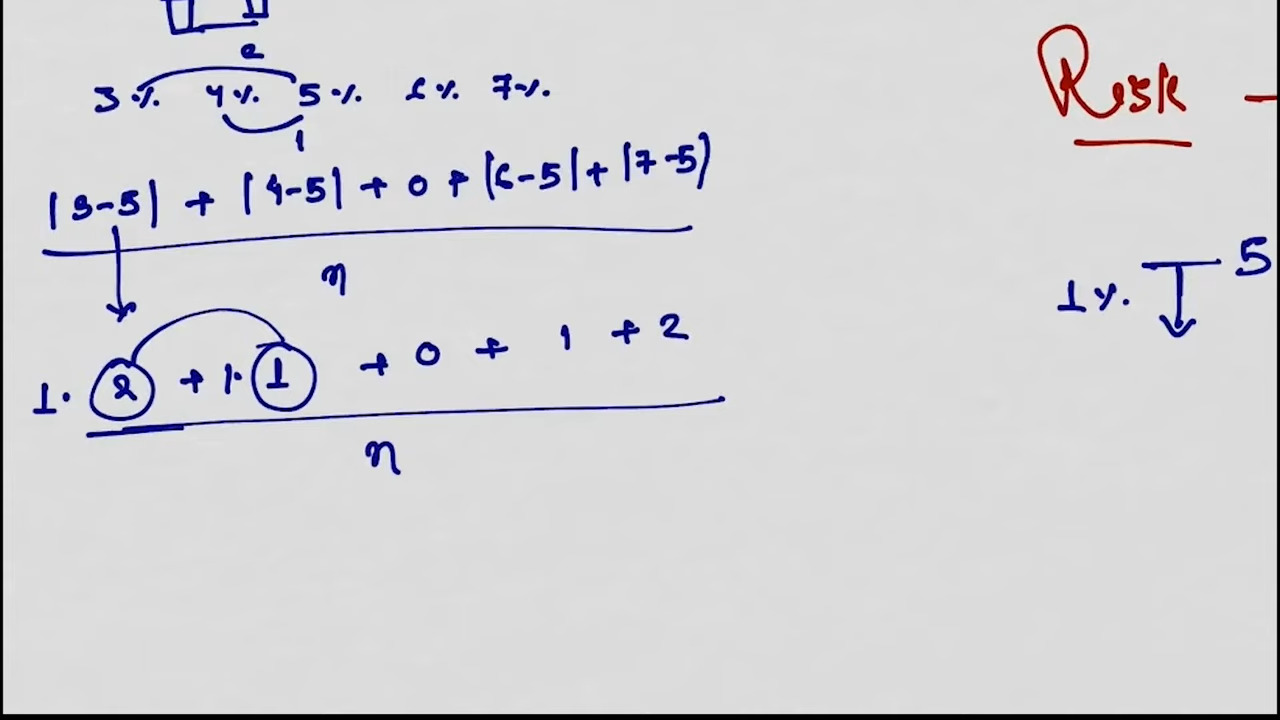 2
3% 4% 5% 6% 7%
1
|3-5| + |4-5| + 0 + |6-5| + |7-5|
n
1. 2 + 1. 1 + 0 + 1 + 2
n
Risk -
1% 5